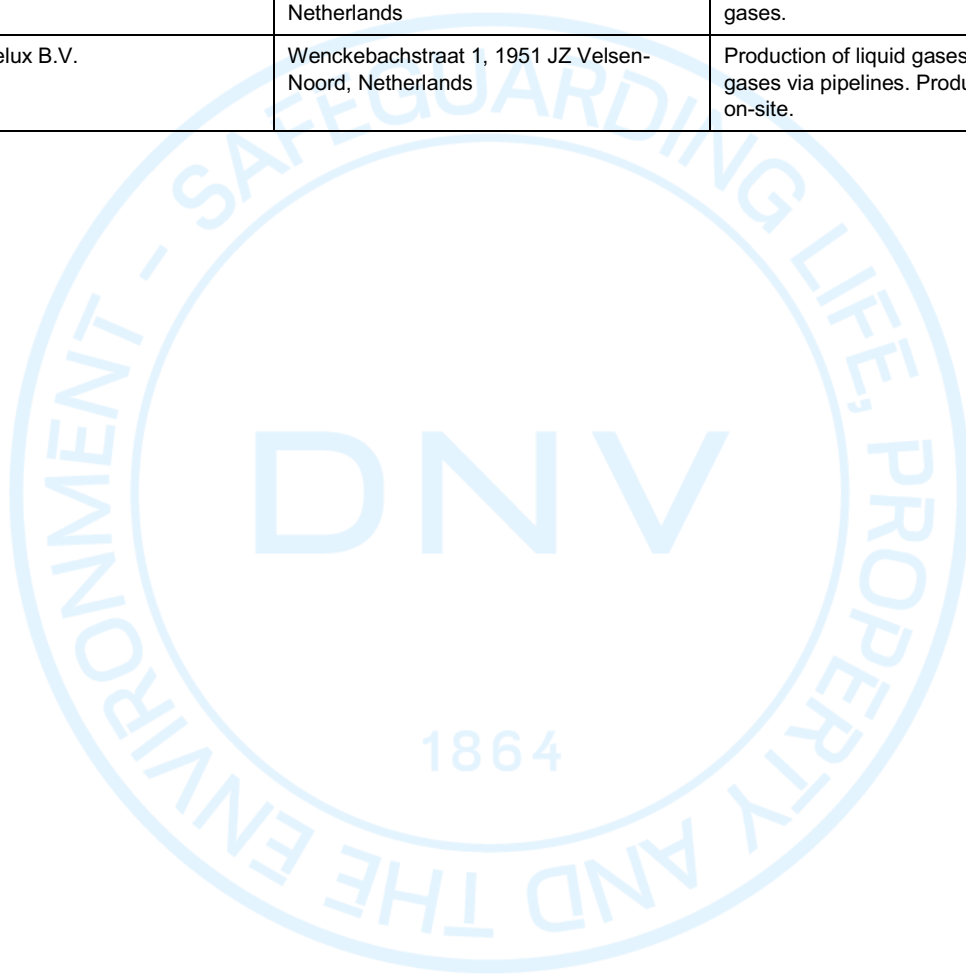 Netherlands
gases.
elux B.V.
Wenckebachstraat 1, 1951 JZ Velsen-
Noord, Netherlands
Production of liquid gases
gases via pipelines. Produ
on-site.
SAFEGUARDING LIFE, PROPERTY AND THE ENVIRONMENT -
DNV
1864